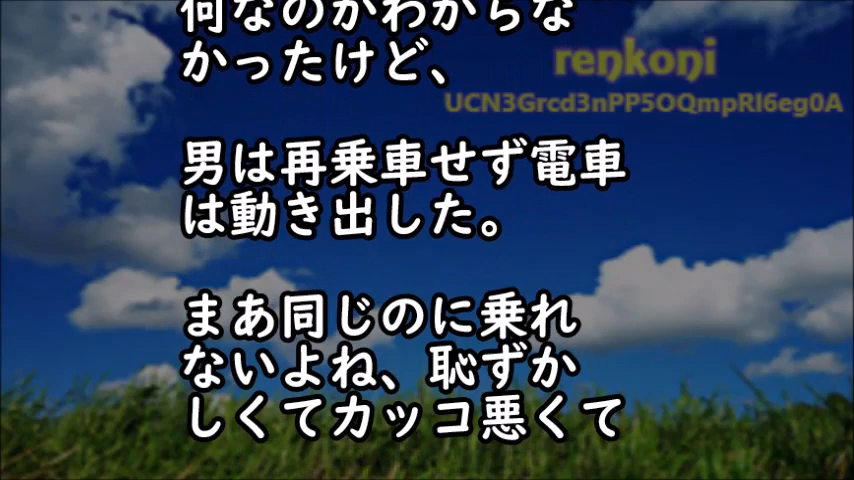 何なのかわからな
かったけど、
renkoni
UCN3Grcd3nPP5OQmpRl6eg0A
男は再乗車せず電車
は動き出した。
まあ同じのに乗れ
ないよね、恥ずか
しくてカッコ悪くて